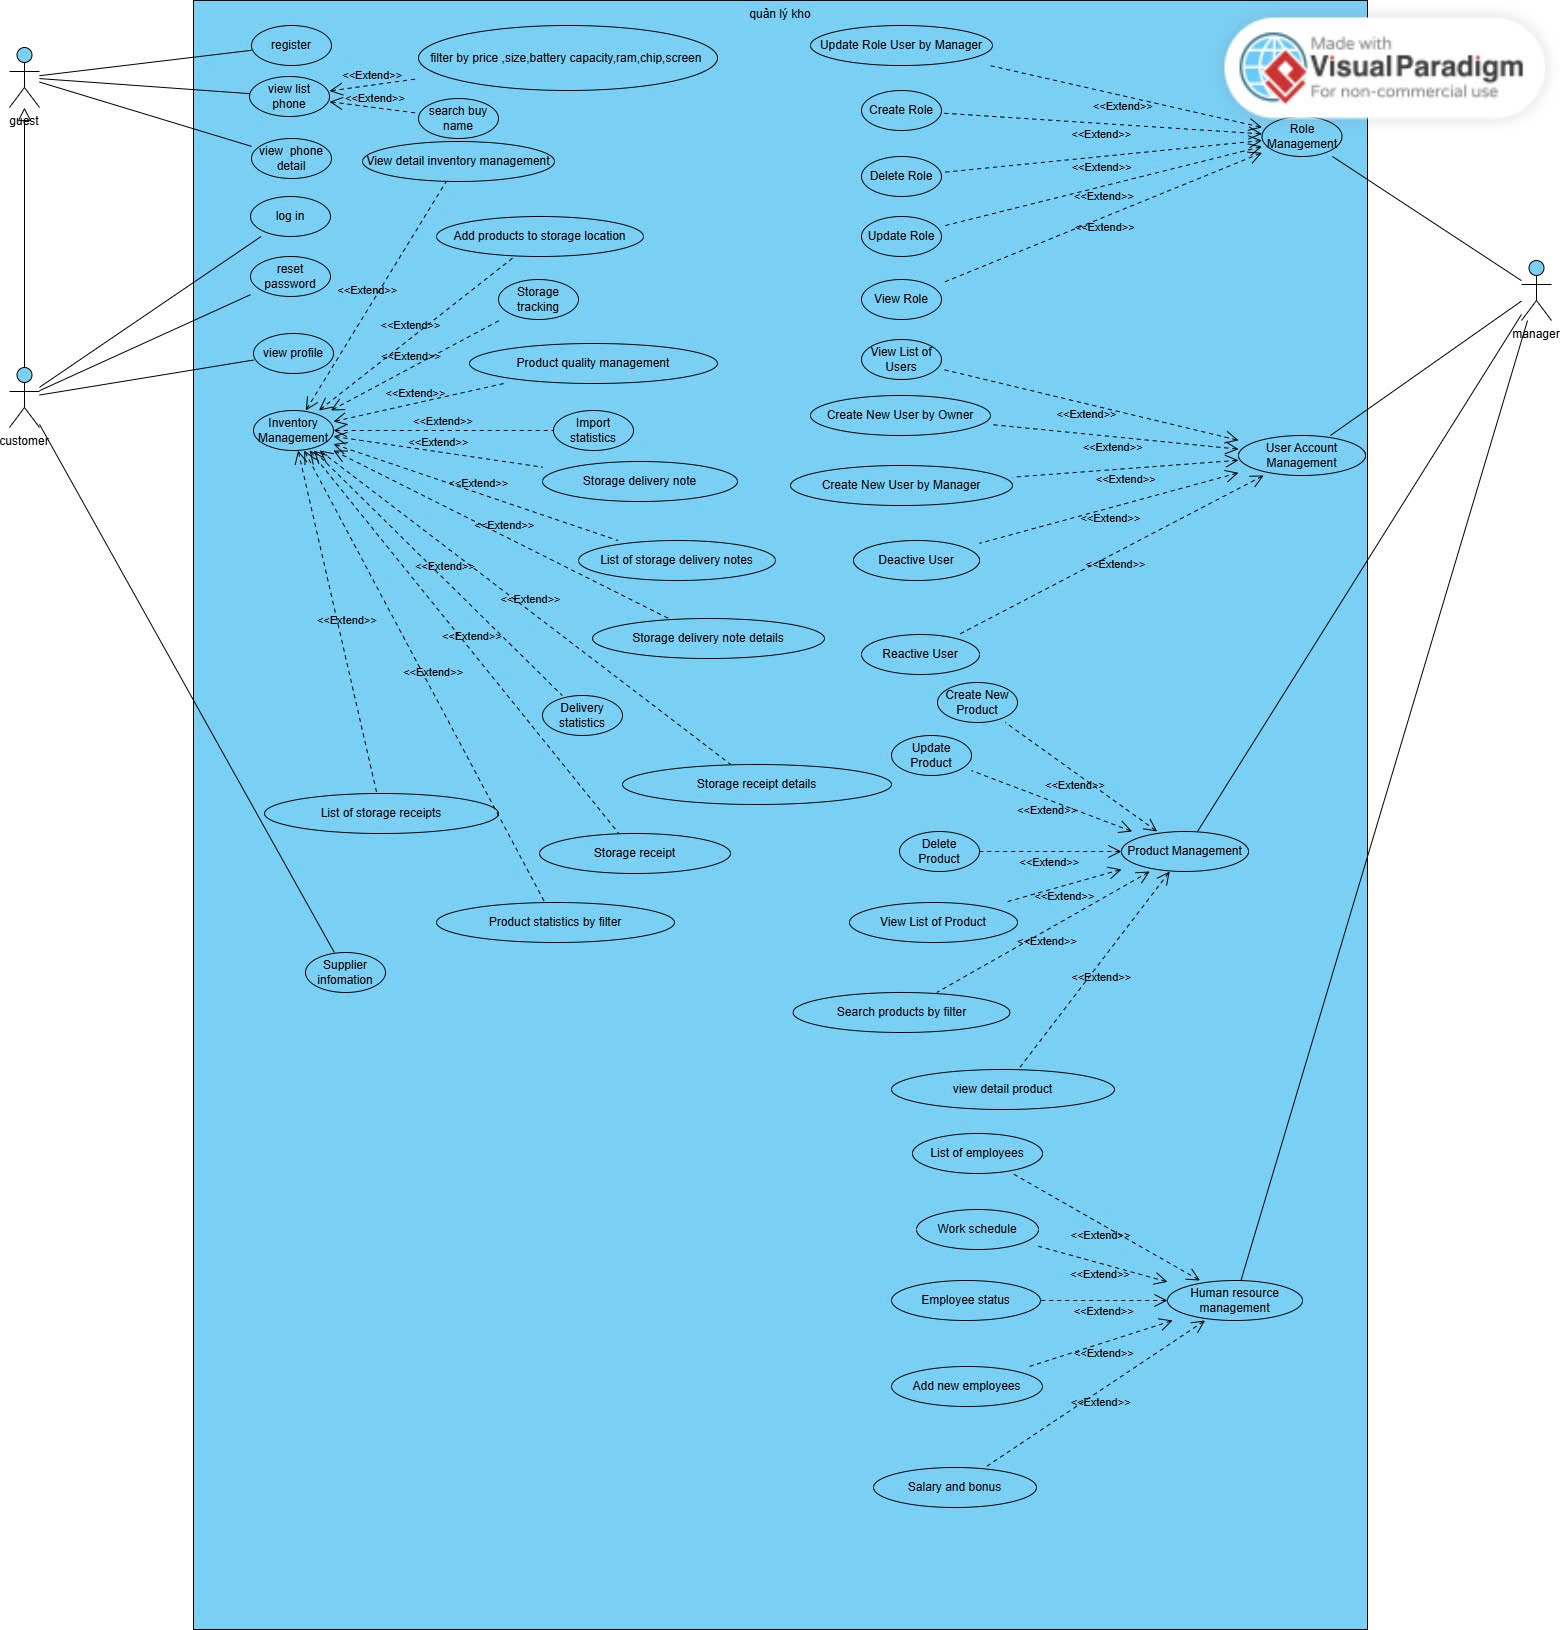 quản lý kho
Made with
Visual Paradigm
For non-commercial use
guest
customer
manager
register
view list
phone
<<Extend>>
<<Extend>>
filter by price ,size,battery capacity,ram,chip,screen
search buy
name
view phone
detail
log in
reset
password
view profile
View detail inventory management
Add products to storage location
Storage
tracking
Product quality management
Import
statistics
Storage delivery note
List of storage delivery notes
Storage delivery note details
Delivery
statistics
Storage receipt details
List of storage receipts
Storage receipt
Product statistics by filter
Inventory
Management
<<Extend>>
<<Extend>>
<<Extend>>
<<Extend>>
<<Extend>>
<<Extend>>
<<Extend>>
<<Extend>>
<<Extend>>
<<Extend>>
<<Extend>>
<<Extend>>
<<Extend>>
Supplier
infomation
Update Role User by Manager
Create Role
Delete Role
Update Role
View Role
<<Extend>>
<<Extend>>
<<Extend>>
<<Extend>>
<<Extend>>
Role
Management
View List of
Users
Create New User by Owner
Create New User by Manager
Deactive User
Reactive User
<<Extend>>
<<Extend>>
<<Extend>>
<<Extend>>
<<Extend>>
User Account
Management
Create New
Product
Update
Product
Delete
Product
View List of Product
Search products by filter
view detail product
<<Extend>>
<<Extend>>
<<Extend>>
<<Extend>>
<<Extend>>
<<Extend>>
Product Management
List of employees
Work schedule
Employee status
Add new employees
Salary and bonus
<<Extend>>
<<Extend>>
<<Extend>>
<<Extend>>
<<Extend>>
Human resource
management